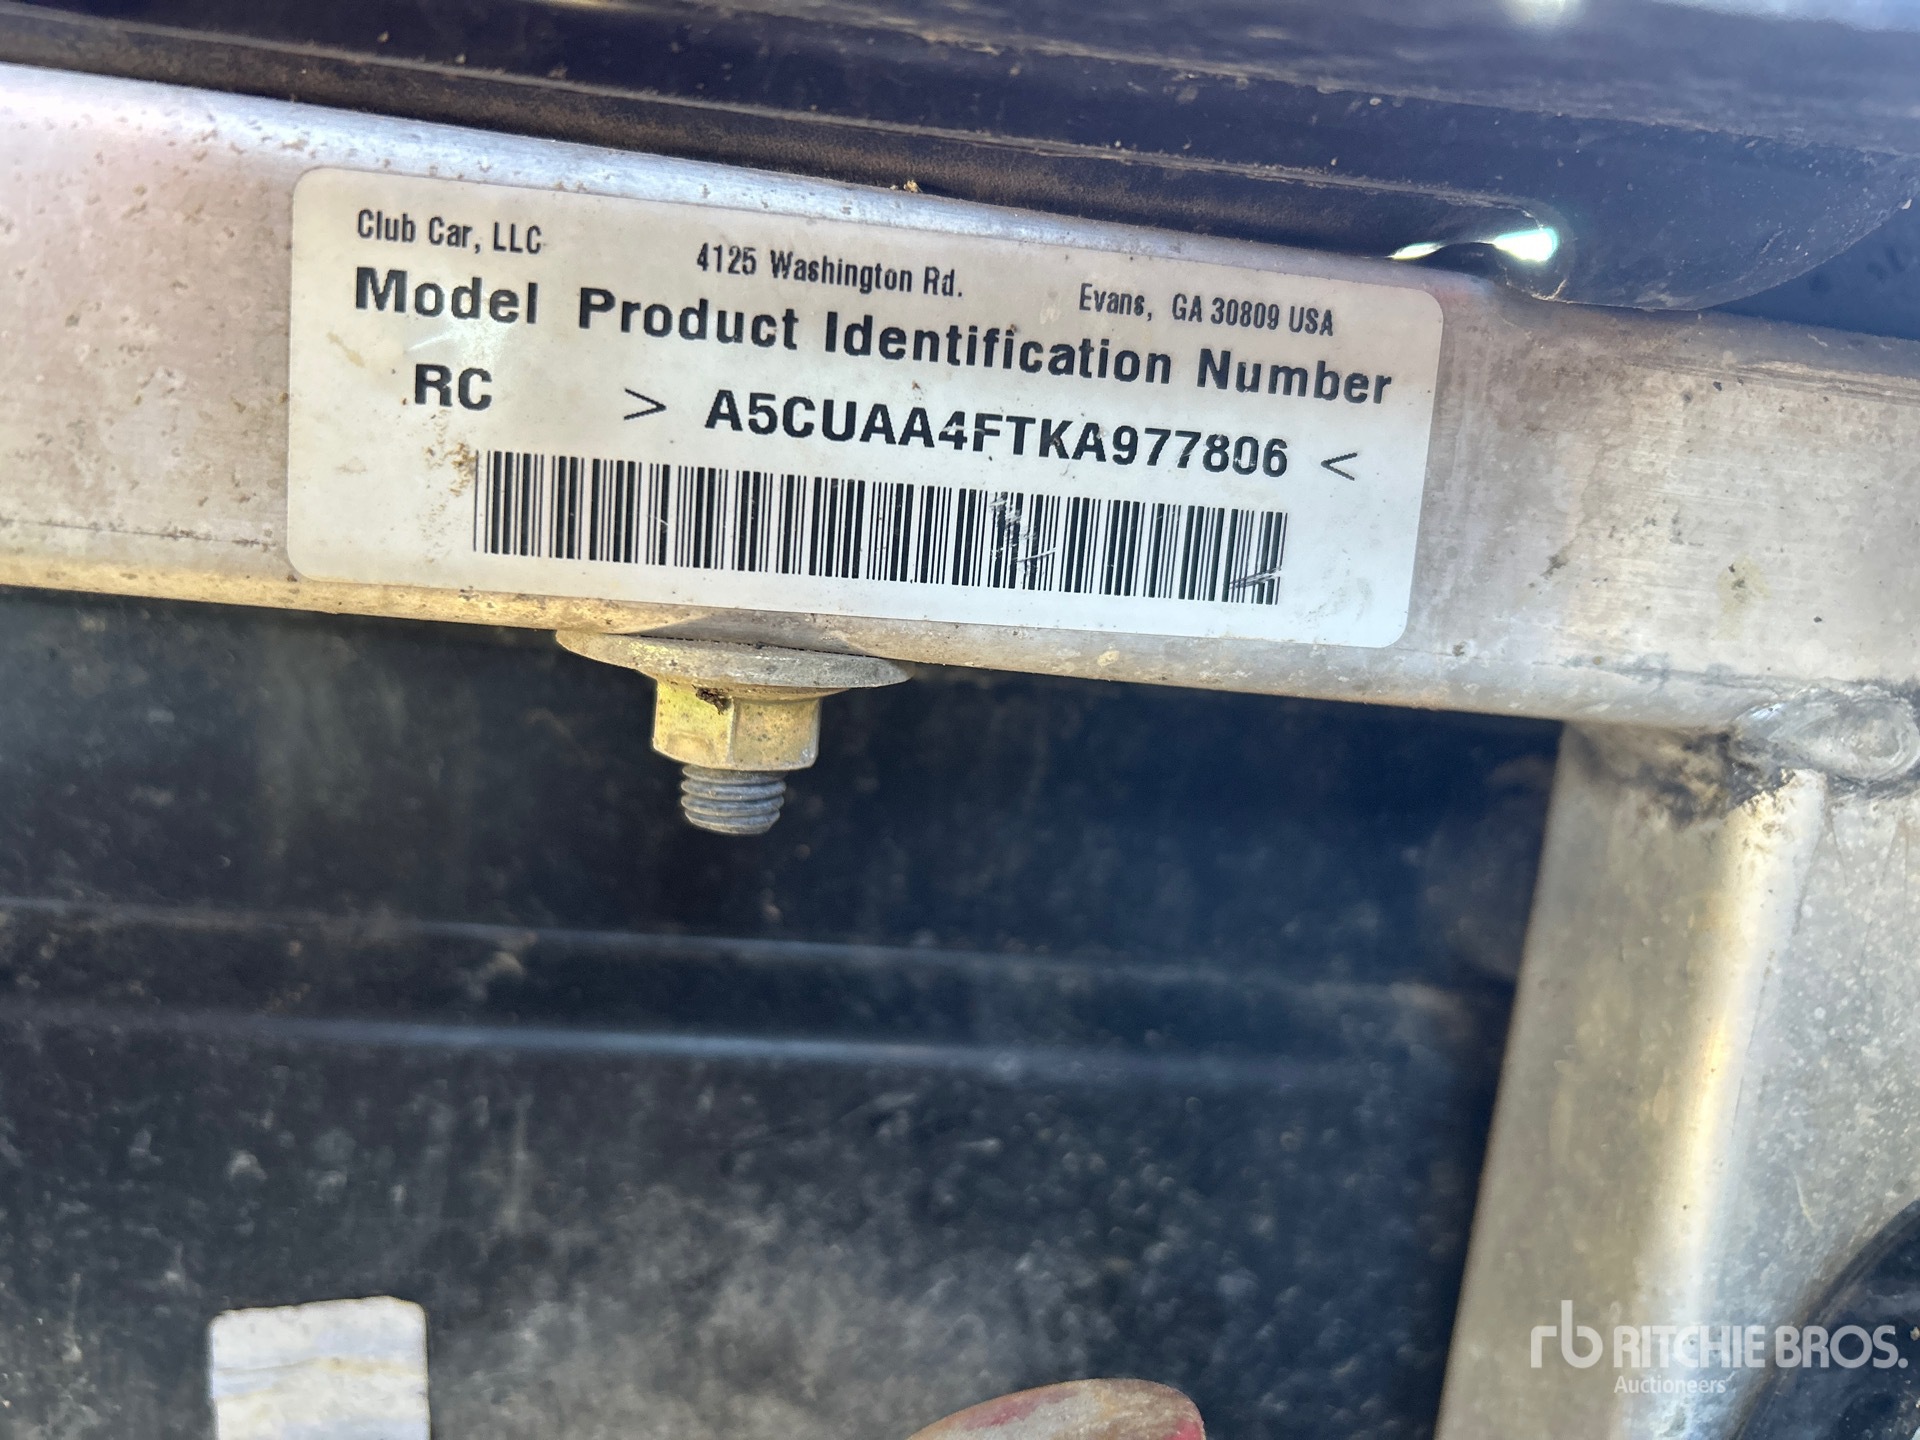 Club Car, LLC 4125 Washington Rd. Evans, GA 30809 USA
Model Product Identification Number
RC > A5CUAA4FTKA977806 <
rb RITCHIE BROS.
Auctioneers